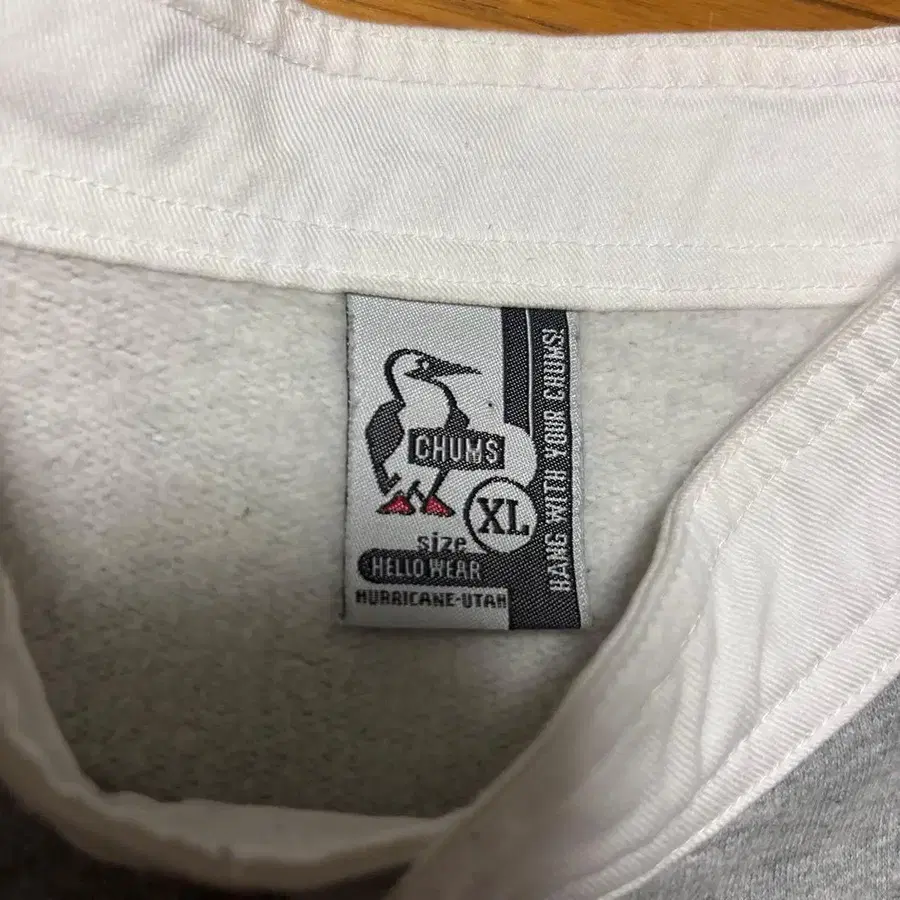 CHUMS
XL
size
HELLO WEAR
HURRICANE-UTAH
HANG WITH YOUR CHUMS!